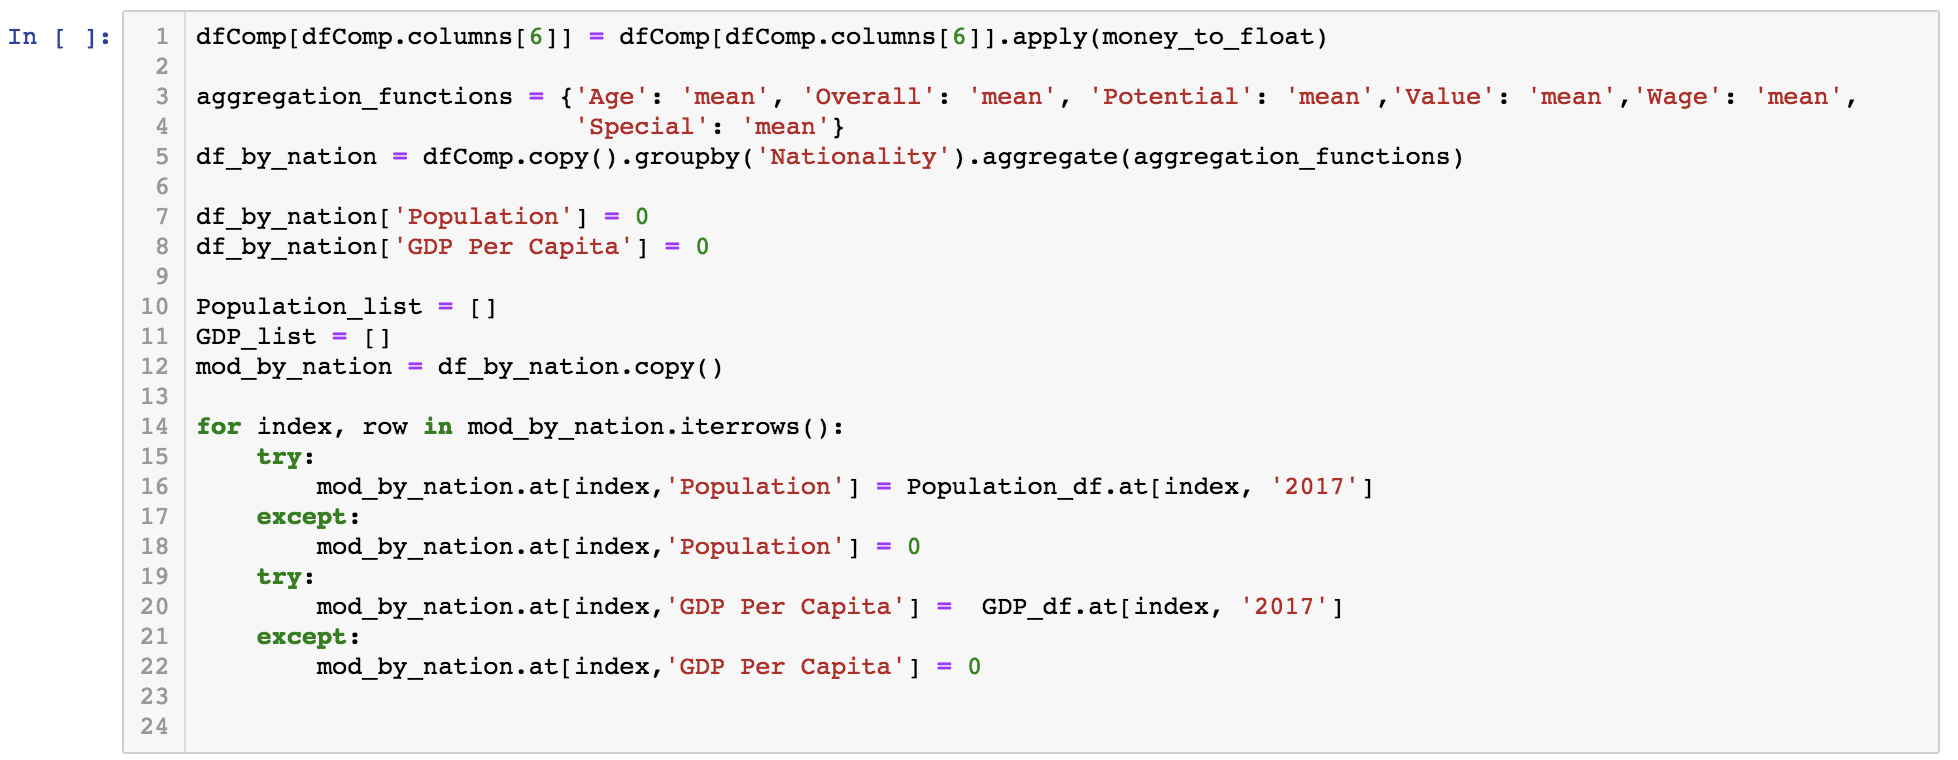 In [ ]:
1 dfComp[dfComp.columns[6]] = dfComp[dfComp.columns[6]].apply(money_to_float)
2
3 aggregation_functions = {'Age': 'mean', 'Overall': 'mean', 'Potential': 'mean','Value': 'mean','Wage': 'mean',
4                          'Special': 'mean'}
5 df_by_nation = dfComp.copy().groupby('Nationality').aggregate(aggregation_functions)
6
7 df_by_nation['Population'] = 0
8 df_by_nation['GDP Per Capita'] = 0
9
10 Population_list = []
11 GDP_list = []
12 mod_by_nation = df_by_nation.copy()
13
14 for index, row in mod_by_nation.iterrows():
15     try:
16         mod_by_nation.at[index,'Population'] = Population_df.at[index, '2017']
17     except:
18         mod_by_nation.at[index,'Population'] = 0
19     try:
20         mod_by_nation.at[index,'GDP Per Capita'] =  GDP_df.at[index, '2017']
21     except:
22         mod_by_nation.at[index,'GDP Per Capita'] = 0
23
24